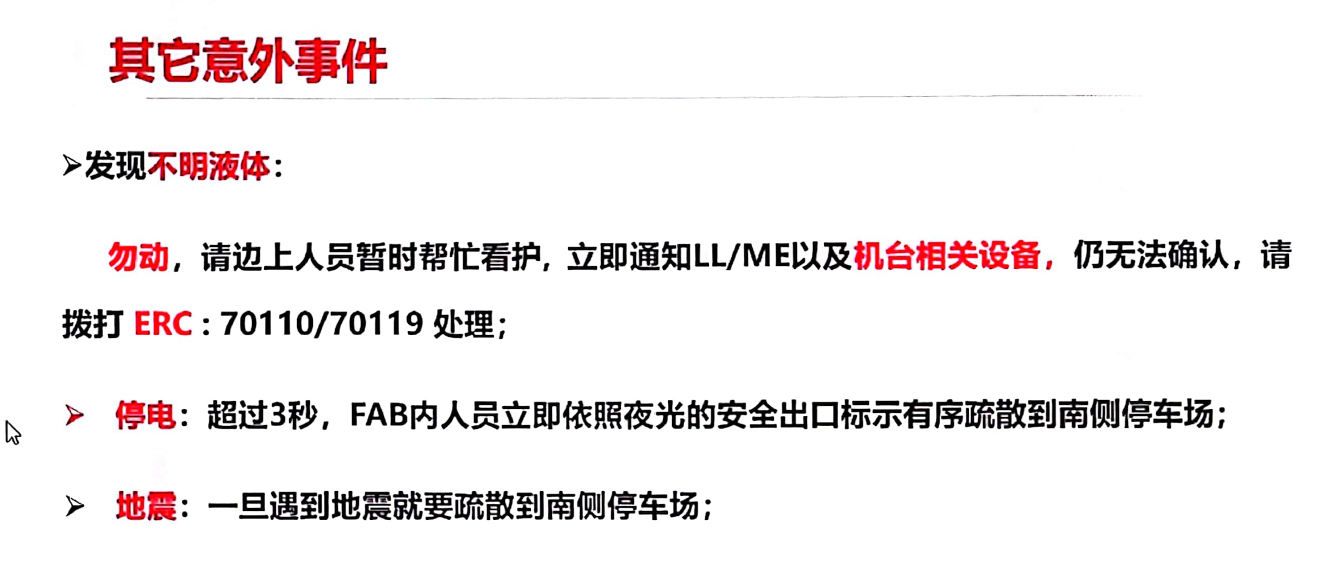 其它意外事件
➢发现不明液体：
勿动，请边上人员暂时帮忙看护, 立即通知LL/ME以及机台相关设备，仍无法确认，请
拨打 ERC : 70110/70119 处理；
➢ 停电：超过3秒，FAB内人员立即依照夜光的安全出口标示有序疏散到南侧停车场；
➢ 地震：一旦遇到地震就要疏散到南侧停车场；